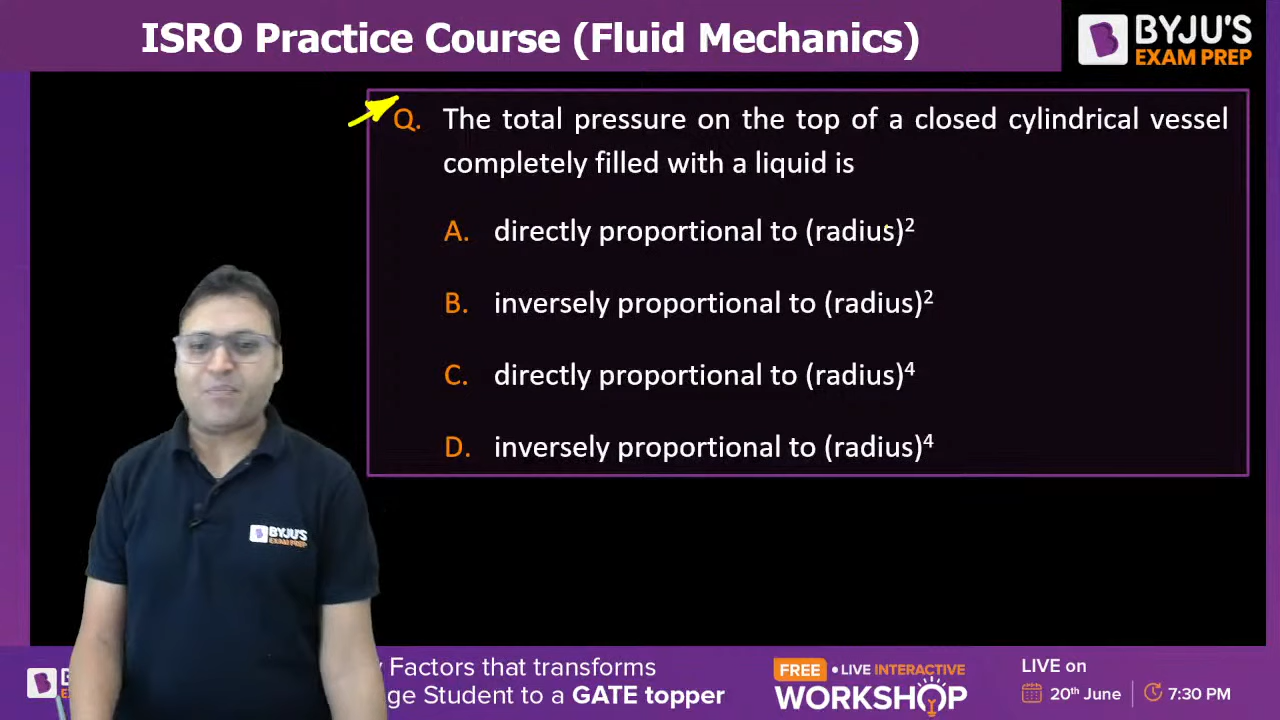 ISRO Practice Course (Fluid Mechanics)
BYJU'S
EXAM PREP
Q. The total pressure on the top of a closed cylindrical vessel
completely filled with a liquid is
A. directly proportional to (radius)²
B. inversely proportional to (radius)²
C. directly proportional to (radius)⁴
D. inversely proportional to (radius)⁴
BYJU'S
EXAM PREP
Factors that transforms
Student to a GATE topper
FREE • LIVE INTERACTIVE
WORKSHOP
LIVE on
20th June | 7:30 PM